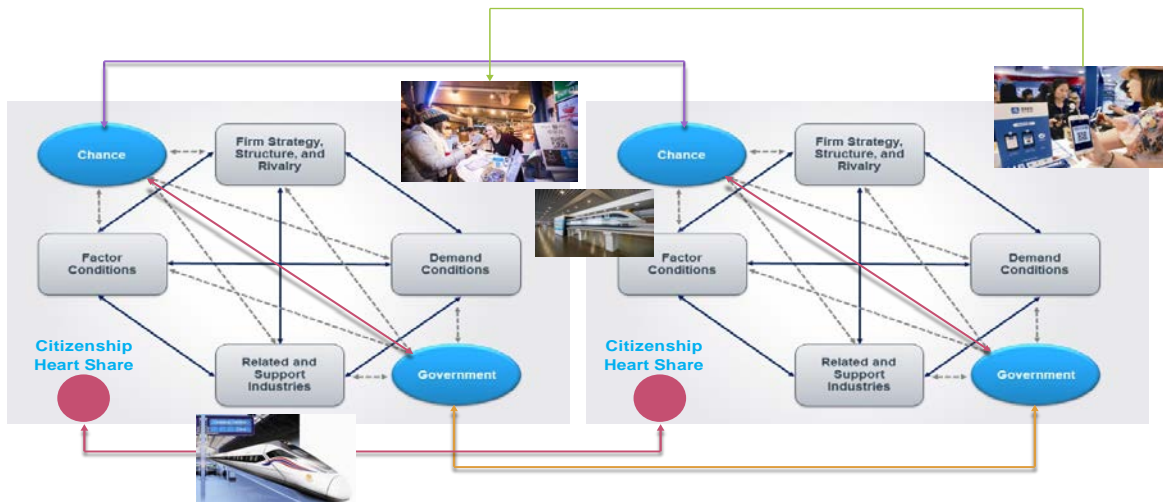 Chance
Firm Strategy,
Structure, and
Rivalry
Factor
Conditions
Demand
Conditions
Citizenship
Heart Share
Related and
Support
Industries
Government
Chance
Firm Strategy,
Structure, and
Rivalry
Factor
Conditions
Demand
Conditions
Citizenship
Heart Share
Related and
Support
Industries
Government